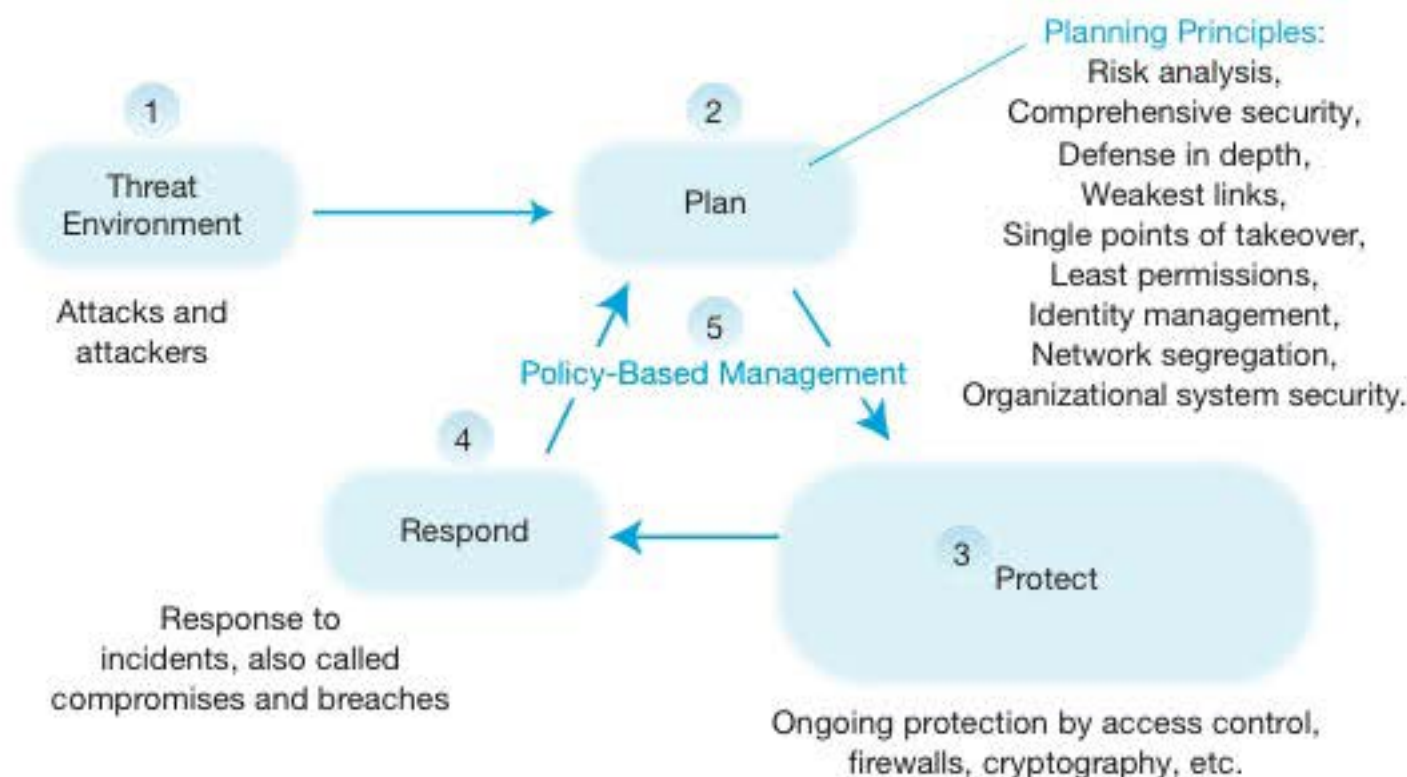 Planning Principles:
Risk analysis,
Comprehensive security,
Defense in depth,
Weakest links,
Single points of takeover,
Least permissions,
Identity management,
Network segregation,
Organizational system security.
1
Threat
Environment
Attacks and
attackers
2
Plan
5
Policy-Based Management
4
Respond
Response to
incidents, also called
compromises and breaches
3
Protect
Ongoing protection by access control,
firewalls, cryptography, etc.